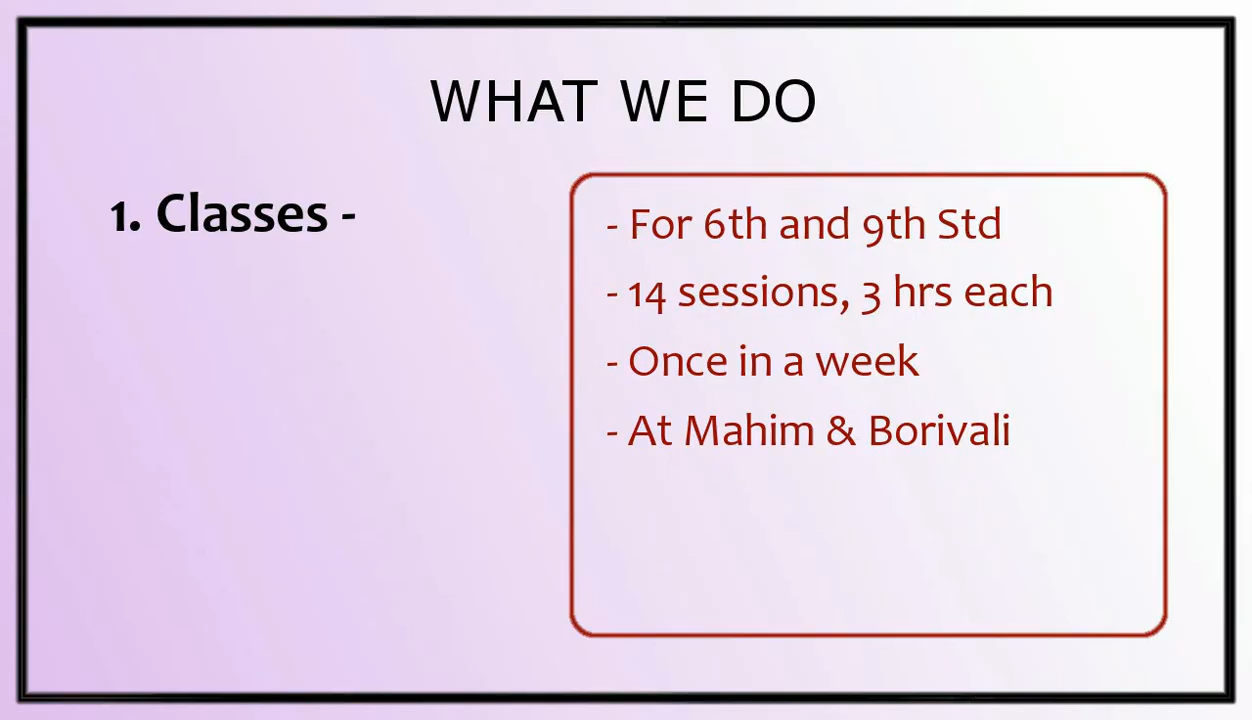 WHAT WE DO
1. Classes -
- For 6th and 9th Std
- 14 sessions, 3 hrs each
- Once in a week
- At Mahim & Borivali